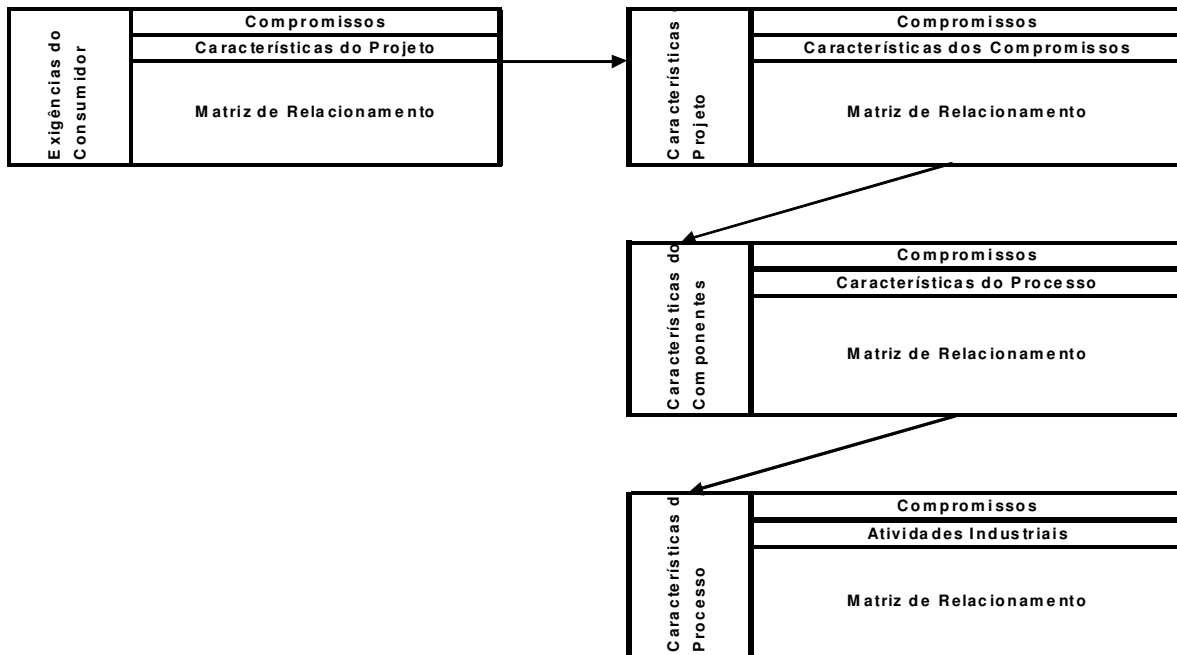 Exigências do
Consumidor
Compromissos
Características do Projeto
Matriz de Relacionamento
Características
Projeto
Compromissos
Características dos Compromissos
Matriz de Relacionamento
Características do
Componentes
Compromissos
Características do Processo
Matriz de Relacionamento
Características d
Processo
Compromissos
Atividades Industriais
Matriz de Relacionamento